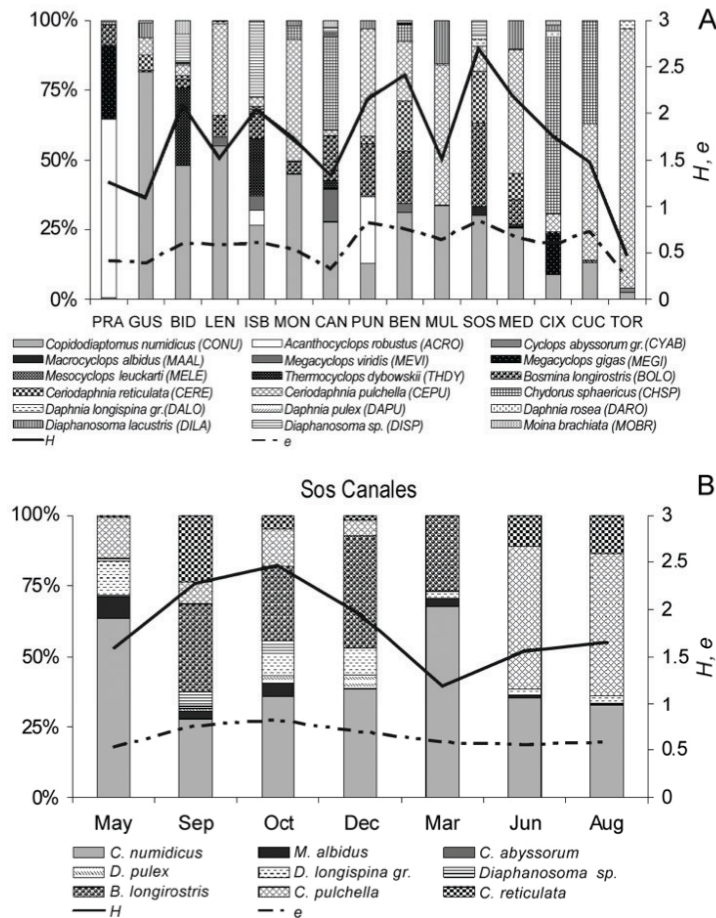 A
100% 3
2.5
75% 2
50% 1.5
H, e
1
25% 0.5
0% 0
PRA GUS BID LEN ISB MON CAN PUN BEN MUL SOS MED CIX CUC TOR
Copidodiaptomus numidicus (CONU) Acanthocyclops robustus (ACRO) Cyclops abyssorum gr. (CYAB)
Macrocyclops albidus (MAAL) Megacyclops viridis (MEVI) Megacyclops gigas (MEGI)
Mesocyclops leuckarti (MELE) Thermocyclops dybowskii (THDY) Bosmina longirostris (BOLO)
Ceriodaphnia reticulata (CERE) Ceriodaphnia pulchella (CEPU) Chydorus sphaericus (CHSP)
Daphnia longispina gr. (DALO) Daphnia pulex (DAPU) Daphnia rosea (DARO)
Diaphanosoma lacustris (DILA) Diaphanosoma sp. (DISP) Moina brachiata (MOBR)
H e
Sos Canales B
100% 3
2.5
75% 2
50% 1.5
H, e
1
25% 0.5
0% 0
May Sep Oct Dec Mar Jun Aug
C. numidicus M. albidus C. abyssorum
D. pulex D. longispina gr. Diaphanosoma sp.
B. longirostris C. pulchella C. reticulata
H e